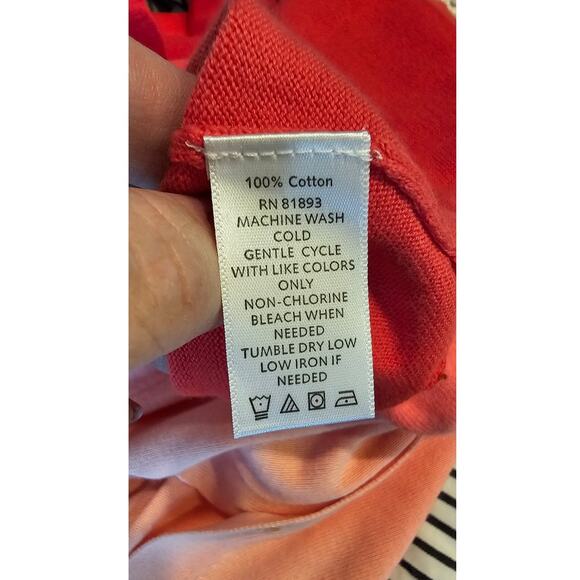 100% Cotton
RN 81893
MACHINE WASH
COLD
GENTLE CYCLE
WITH LIKE COLORS
ONLY
NON-CHLORINE
BLEACH WHEN
NEEDED
TUMBLE DRY LOW
LOW IRON IF
NEEDED